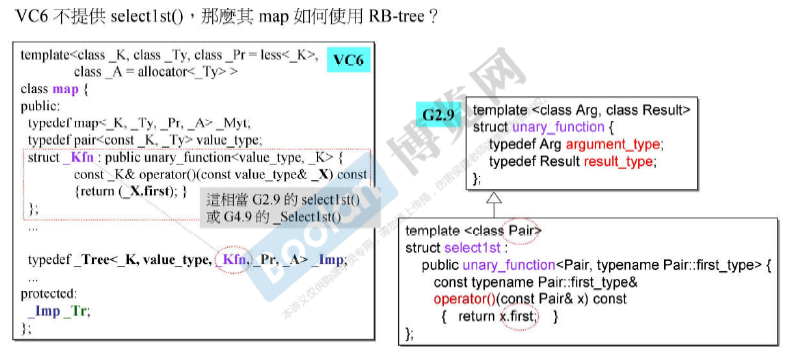 VC6 不提供 select1st()，那麼其 map 如何使用 RB-tree？
VC6
template<class _K, class _Ty, class _Pr = less<_K>,
class _A = allocator<_Ty> >
class map {
public:
typedef map<_K, _Ty, _Pr, _A> _Myt;
typedef pair<const _K, _Ty> value_type;
struct _Kfn : public unary_function<value_type, _K> {
const _K& operator()(const value_type& _X) const
{return (_X.first); }
};
這相當 G2.9 的 select1st()
或 G4.9 的 _Select1st()
...
typedef _Tree<_K, value_type, _Kfn, _Pr, _A> _Imp;
...
protected:
_Imp _Tr;
};
G2.9
template <class Arg, class Result>
struct unary_function {
typedef Arg argument_type;
typedef Result result_type;
};
template <class Pair>
struct select1st :
public unary_function<Pair, typename Pair::first_type> {
const typename Pair::first_type&
operator()(const Pair& x) const
{ return x.first; }
};
Boolan
博览网